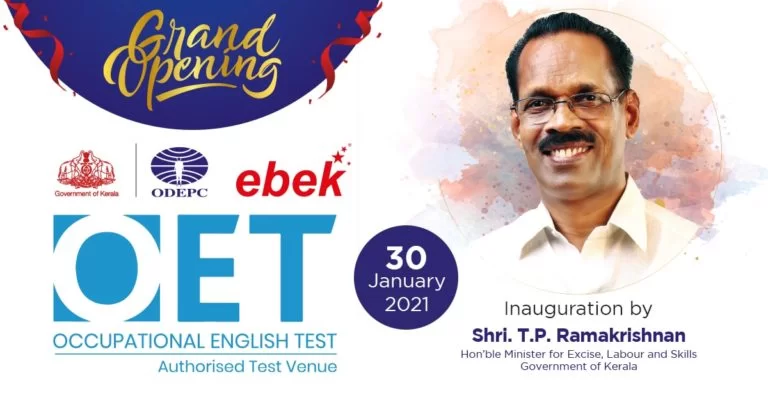 Grand
Opening
Government of Kerala
ODEPC
ebek
OET
OCCUPATIONAL ENGLISH TEST
Authorised Test Venue
30
January
2021
Inauguration by
Shri. T.P. Ramakrishnan
Hon'ble Minister for Excise, Labour and Skills
Government of Kerala